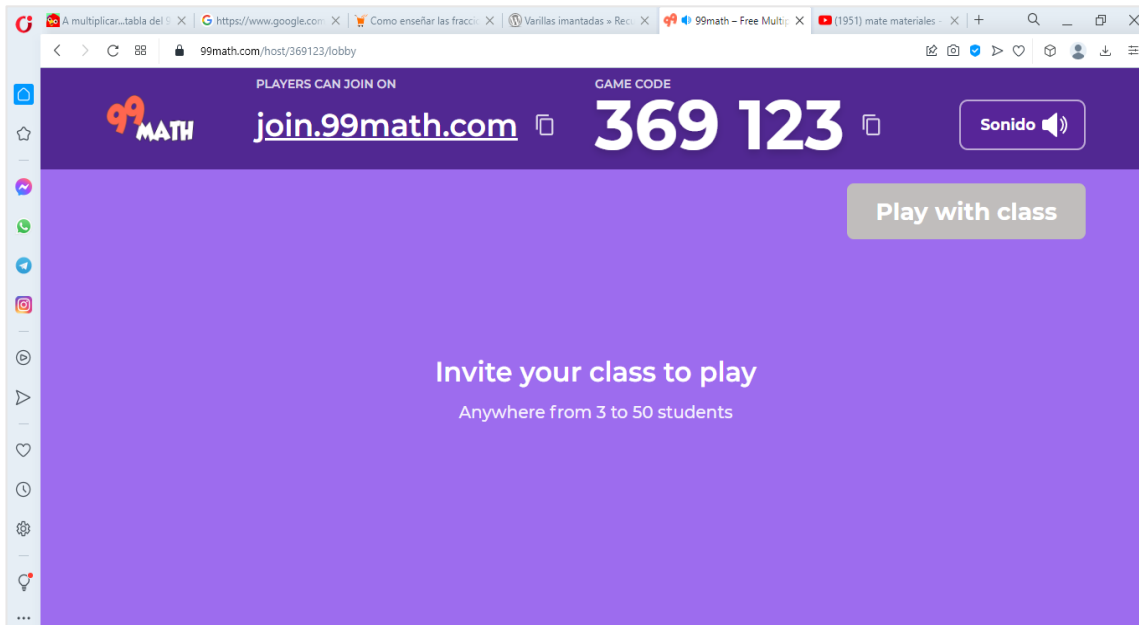 A multiplicar...tabla del 9
https://www.google.com
Como enseñar las fracci
Varillas imantadas » Recu
99math – Free Multip
(1951) mate materiales -
99math.com/host/369123/lobby
99 MATH
PLAYERS CAN JOIN ON
join.99math.com
GAME CODE
369 123
Sonido
Play with class
Invite your class to play
Anywhere from 3 to 50 students